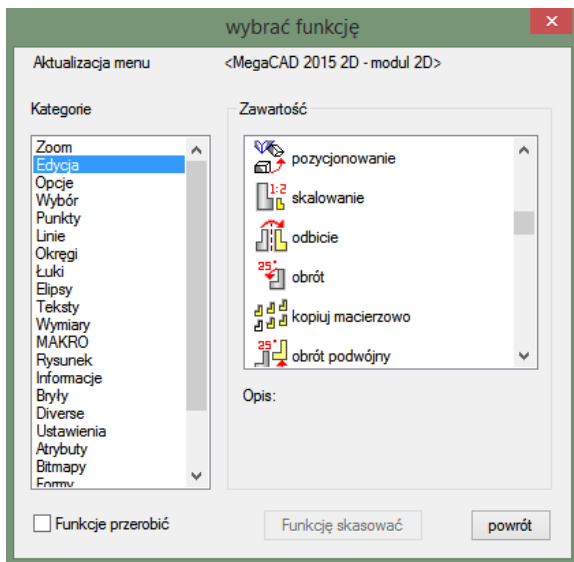 wybrać funkcję
Aktualizacja menu <MegaCAD 2015 2D - modul 2D>
Kategorie
Zoom
Edycja
Opcje
Wybór
Punkty
Linie
Okręgi
Łuki
Elipsy
Teksty
Wymiary
MAKRO
Rysunek
Informacje
Bryły
Diverse
Ustawienia
Atrybuty
Bitmapy
Formy
Zawartość
pozycjonowanie
1:2 skalowanie
odbicie
25° obrót
kopiuj macierzowo
25° obrót podwójny
Opis:
Funkcje przerobić
Funkcję skasować
powrót